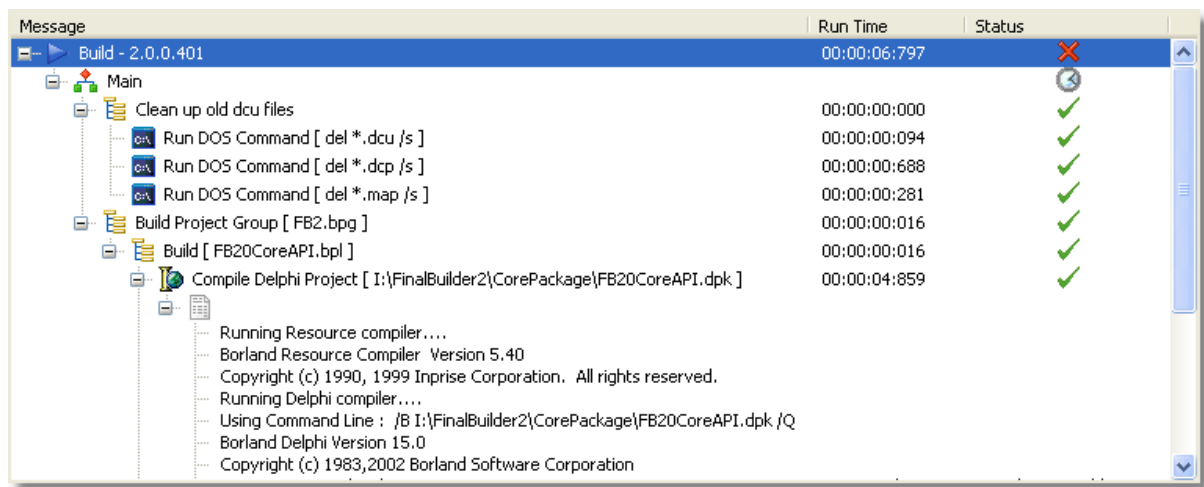 Message Run Time Status
Build - 2.0.0.401 00:00:06:797
Main
Clean up old dcu files 00:00:00:000
Run DOS Command [ del *.dcu /s ] 00:00:00:094
Run DOS Command [ del *.dcp /s ] 00:00:00:688
Run DOS Command [ del *.map /s ] 00:00:00:281
Build Project Group [ FB2.bpg ] 00:00:00:016
Build [ FB20CoreAPI.bpl ] 00:00:00:016
Compile Delphi Project [ I:\FinalBuilder2\CorePackage\FB20CoreAPI.dpk ] 00:00:04:859
Running Resource compiler....
Borland Resource Compiler Version 5.40
Copyright (c) 1990, 1999 Inprise Corporation. All rights reserved.
Running Delphi compiler....
Using Command Line : /B I:\FinalBuilder2\CorePackage\FB20CoreAPI.dpk /Q
Borland Delphi Version 15.0
Copyright (c) 1983,2002 Borland Software Corporation